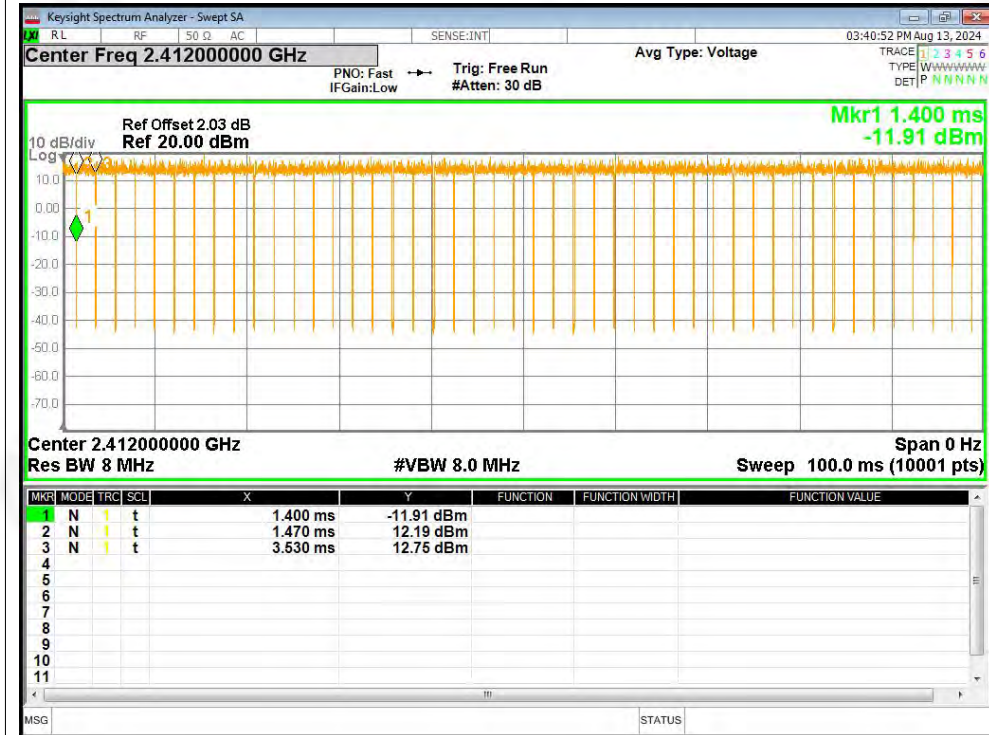 Keysight Spectrum Analyzer - Swept SA
LXI RL RF 50 Ω AC SENSE:INT 03:40:52 PM Aug 13, 2024
Center Freq 2.412000000 GHz Avg Type: Voltage TRACE 1 2 3 4 5 6
PNO: Fast Trig: Free Run TYPE WWWWWW
IFGain:Low #Atten: 30 dB DET P N N N N N
Mkr1 1.400 ms
Ref Offset 2.03 dB -11.91 dBm
10 dB/div Ref 20.00 dBm
Log
10.0
0.00
1
-10.0
-20.0
-30.0
-40.0
-50.0
-60.0
-70.0
Center 2.412000000 GHz Span 0 Hz
Res BW 8 MHz #VBW 8.0 MHz Sweep 100.0 ms (10001 pts)
MKR MODE TRC SCL X Y FUNCTION FUNCTION WIDTH FUNCTION VALUE
1 N 1 t 1.400 ms -11.91 dBm
2 N 1 t 1.470 ms 12.19 dBm
3 N 1 t 3.530 ms 12.75 dBm
4
5
6
7
8
9
10
11
MSG STATUS